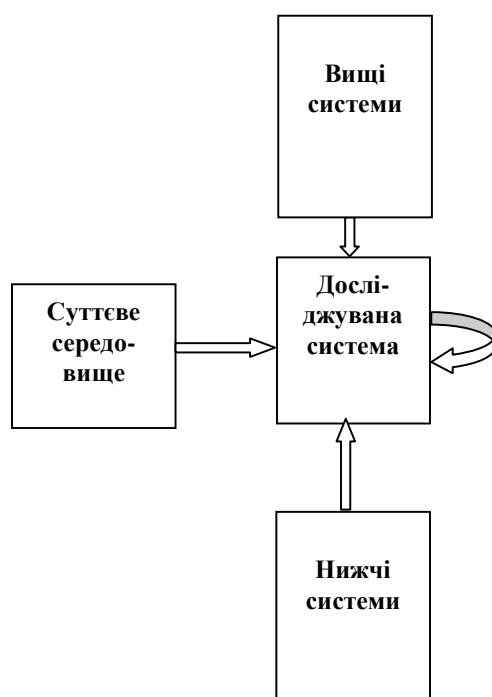 Вищі
системи
Суттєве
середо-
вище
Дослі-
джувана
система
Нижчі
системи